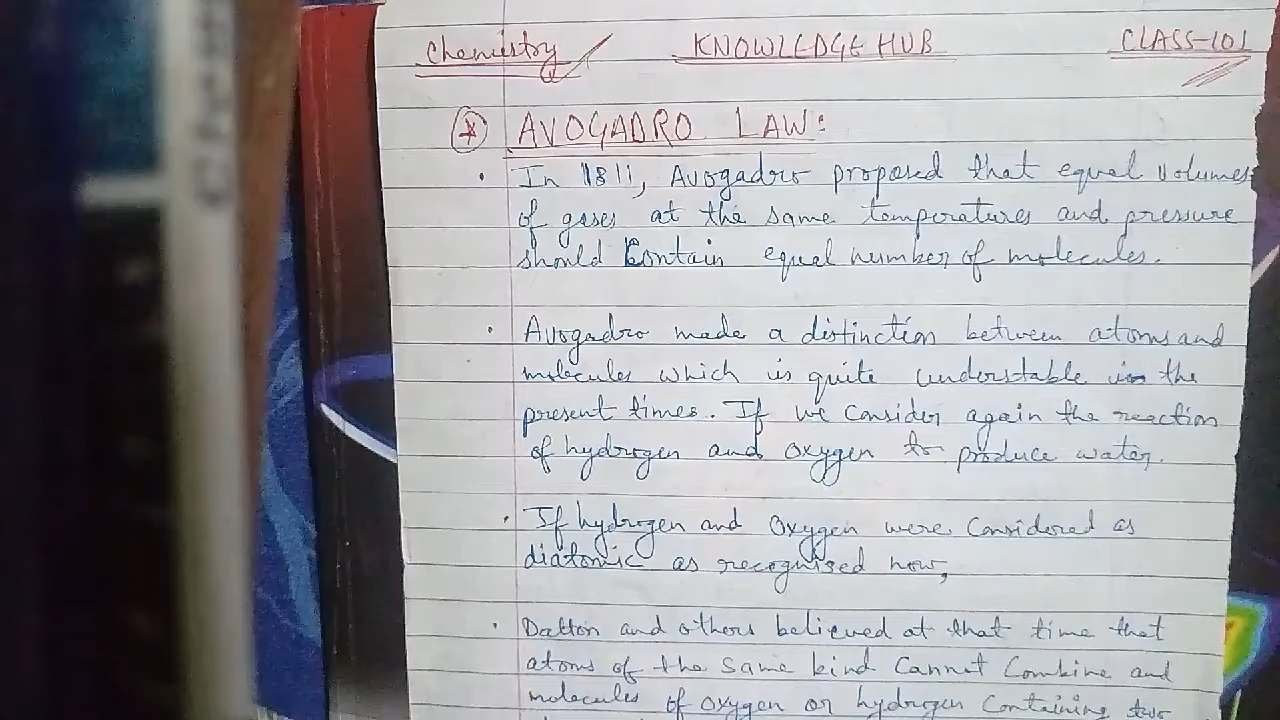 Chemistry KNOWLEDGE HUB CLASS-101
AVOGADRO LAW:
• In 1811, Avogadro proposed that equal volumes
of gases at the same temperatures and pressure
should contain equal number of molecules.
• Avogadro made a distinction between atoms and
molecules which is quite understable in the
present times. If we consider again the reaction
of hydrogen and oxygen to produce water.
• If hydrogen and oxygen were considered as
diatomic as recognised now,
• Dalton and others believed at that time that
atoms of the same kind cannot combine and
molecules of oxygen or hydrogen containing two